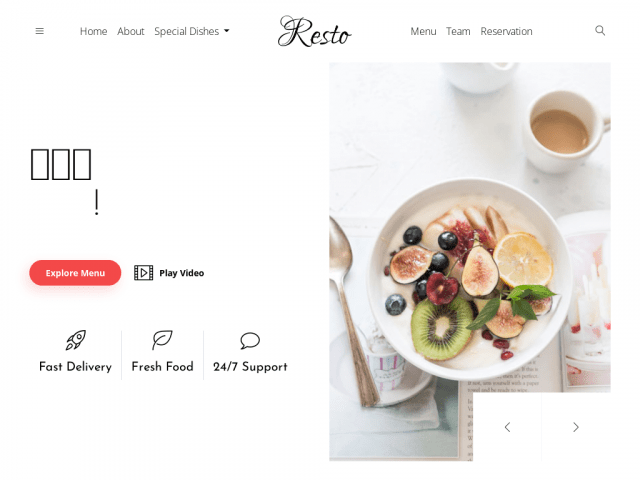 Home About Special Dishes
Resto
Menu Team Reservation
!
Explore Menu
Play Video
Fast Delivery
Fresh Food
24/7 Support